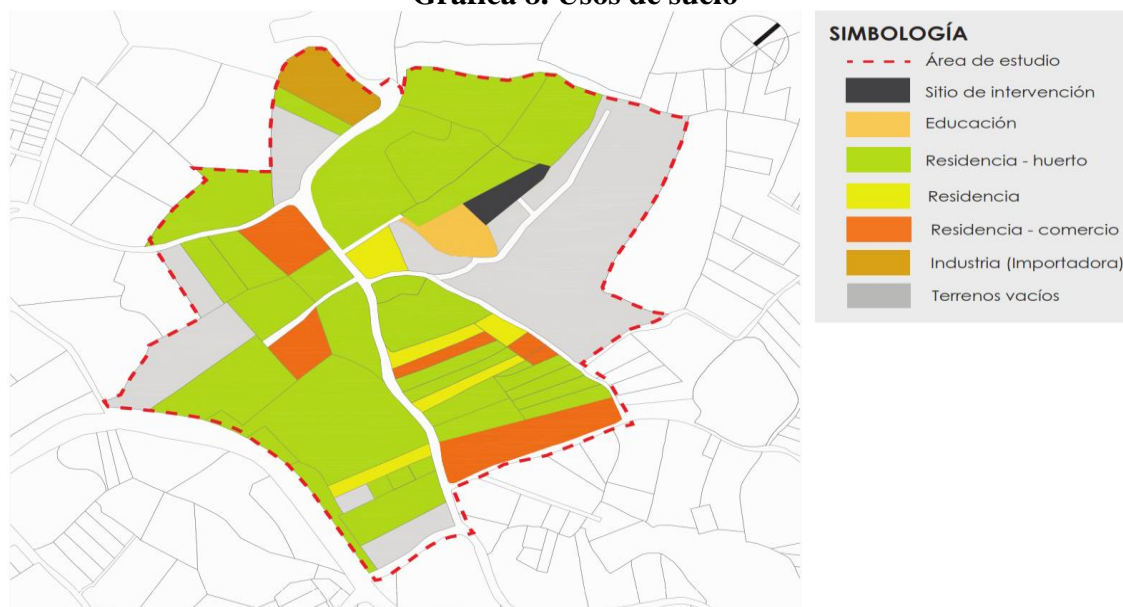 Gráfica 8. Usos de suelo
SIMBOLOGÍA
Área de estudio
Sitio de intervención
Educación
Residencia - huerto
Residencia
Residencia - comercio
Industria (Importadora)
Terrenos vacíos